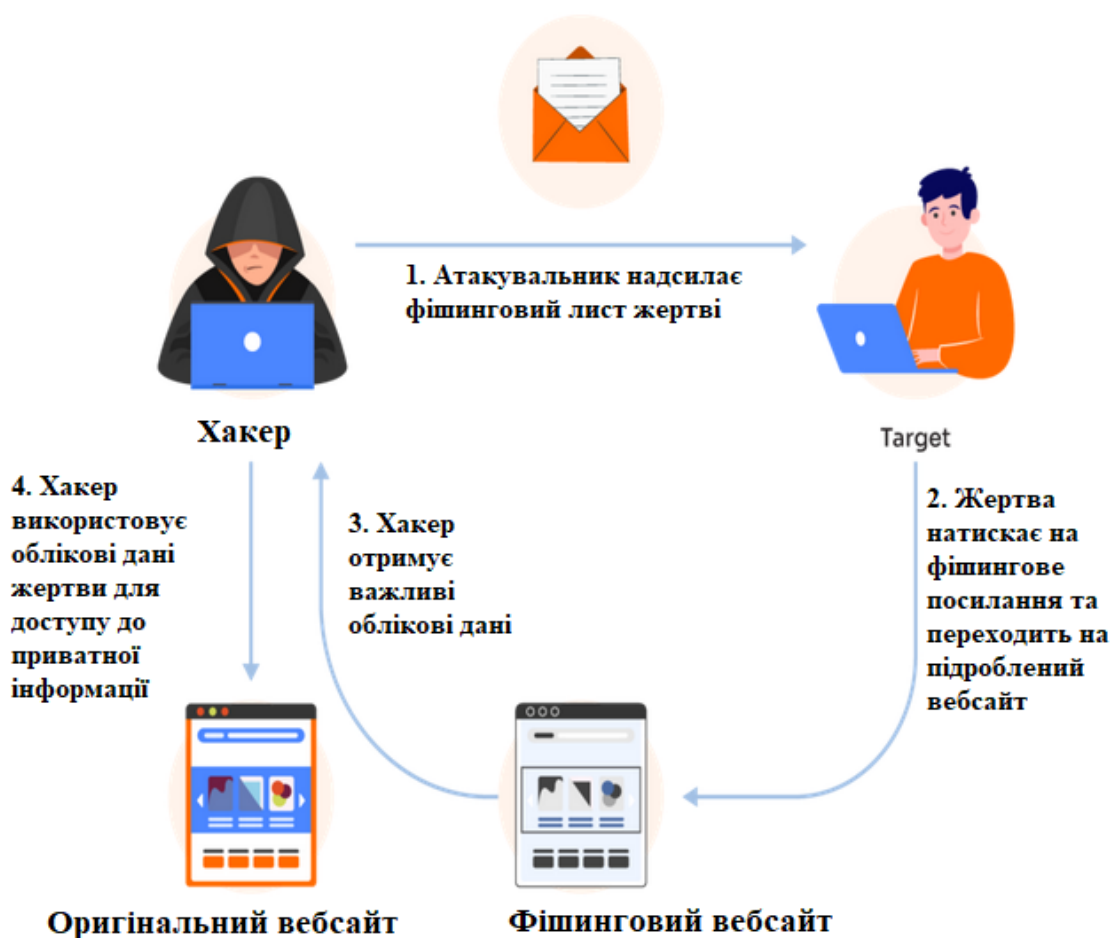 1. Атакувальник надсилає
фішинговий лист жертві
Хакер
Target
4. Хакер
використовує
облікові дані
жертви для
доступу до
приватної
інформації
3. Хакер
отримує
важливі
облікові дані
2. Жертва
натискає на
фішингове
посилання та
переходить на
підроблений
вебсайт
Оригінальний вебсайт
Фішинговий вебсайт